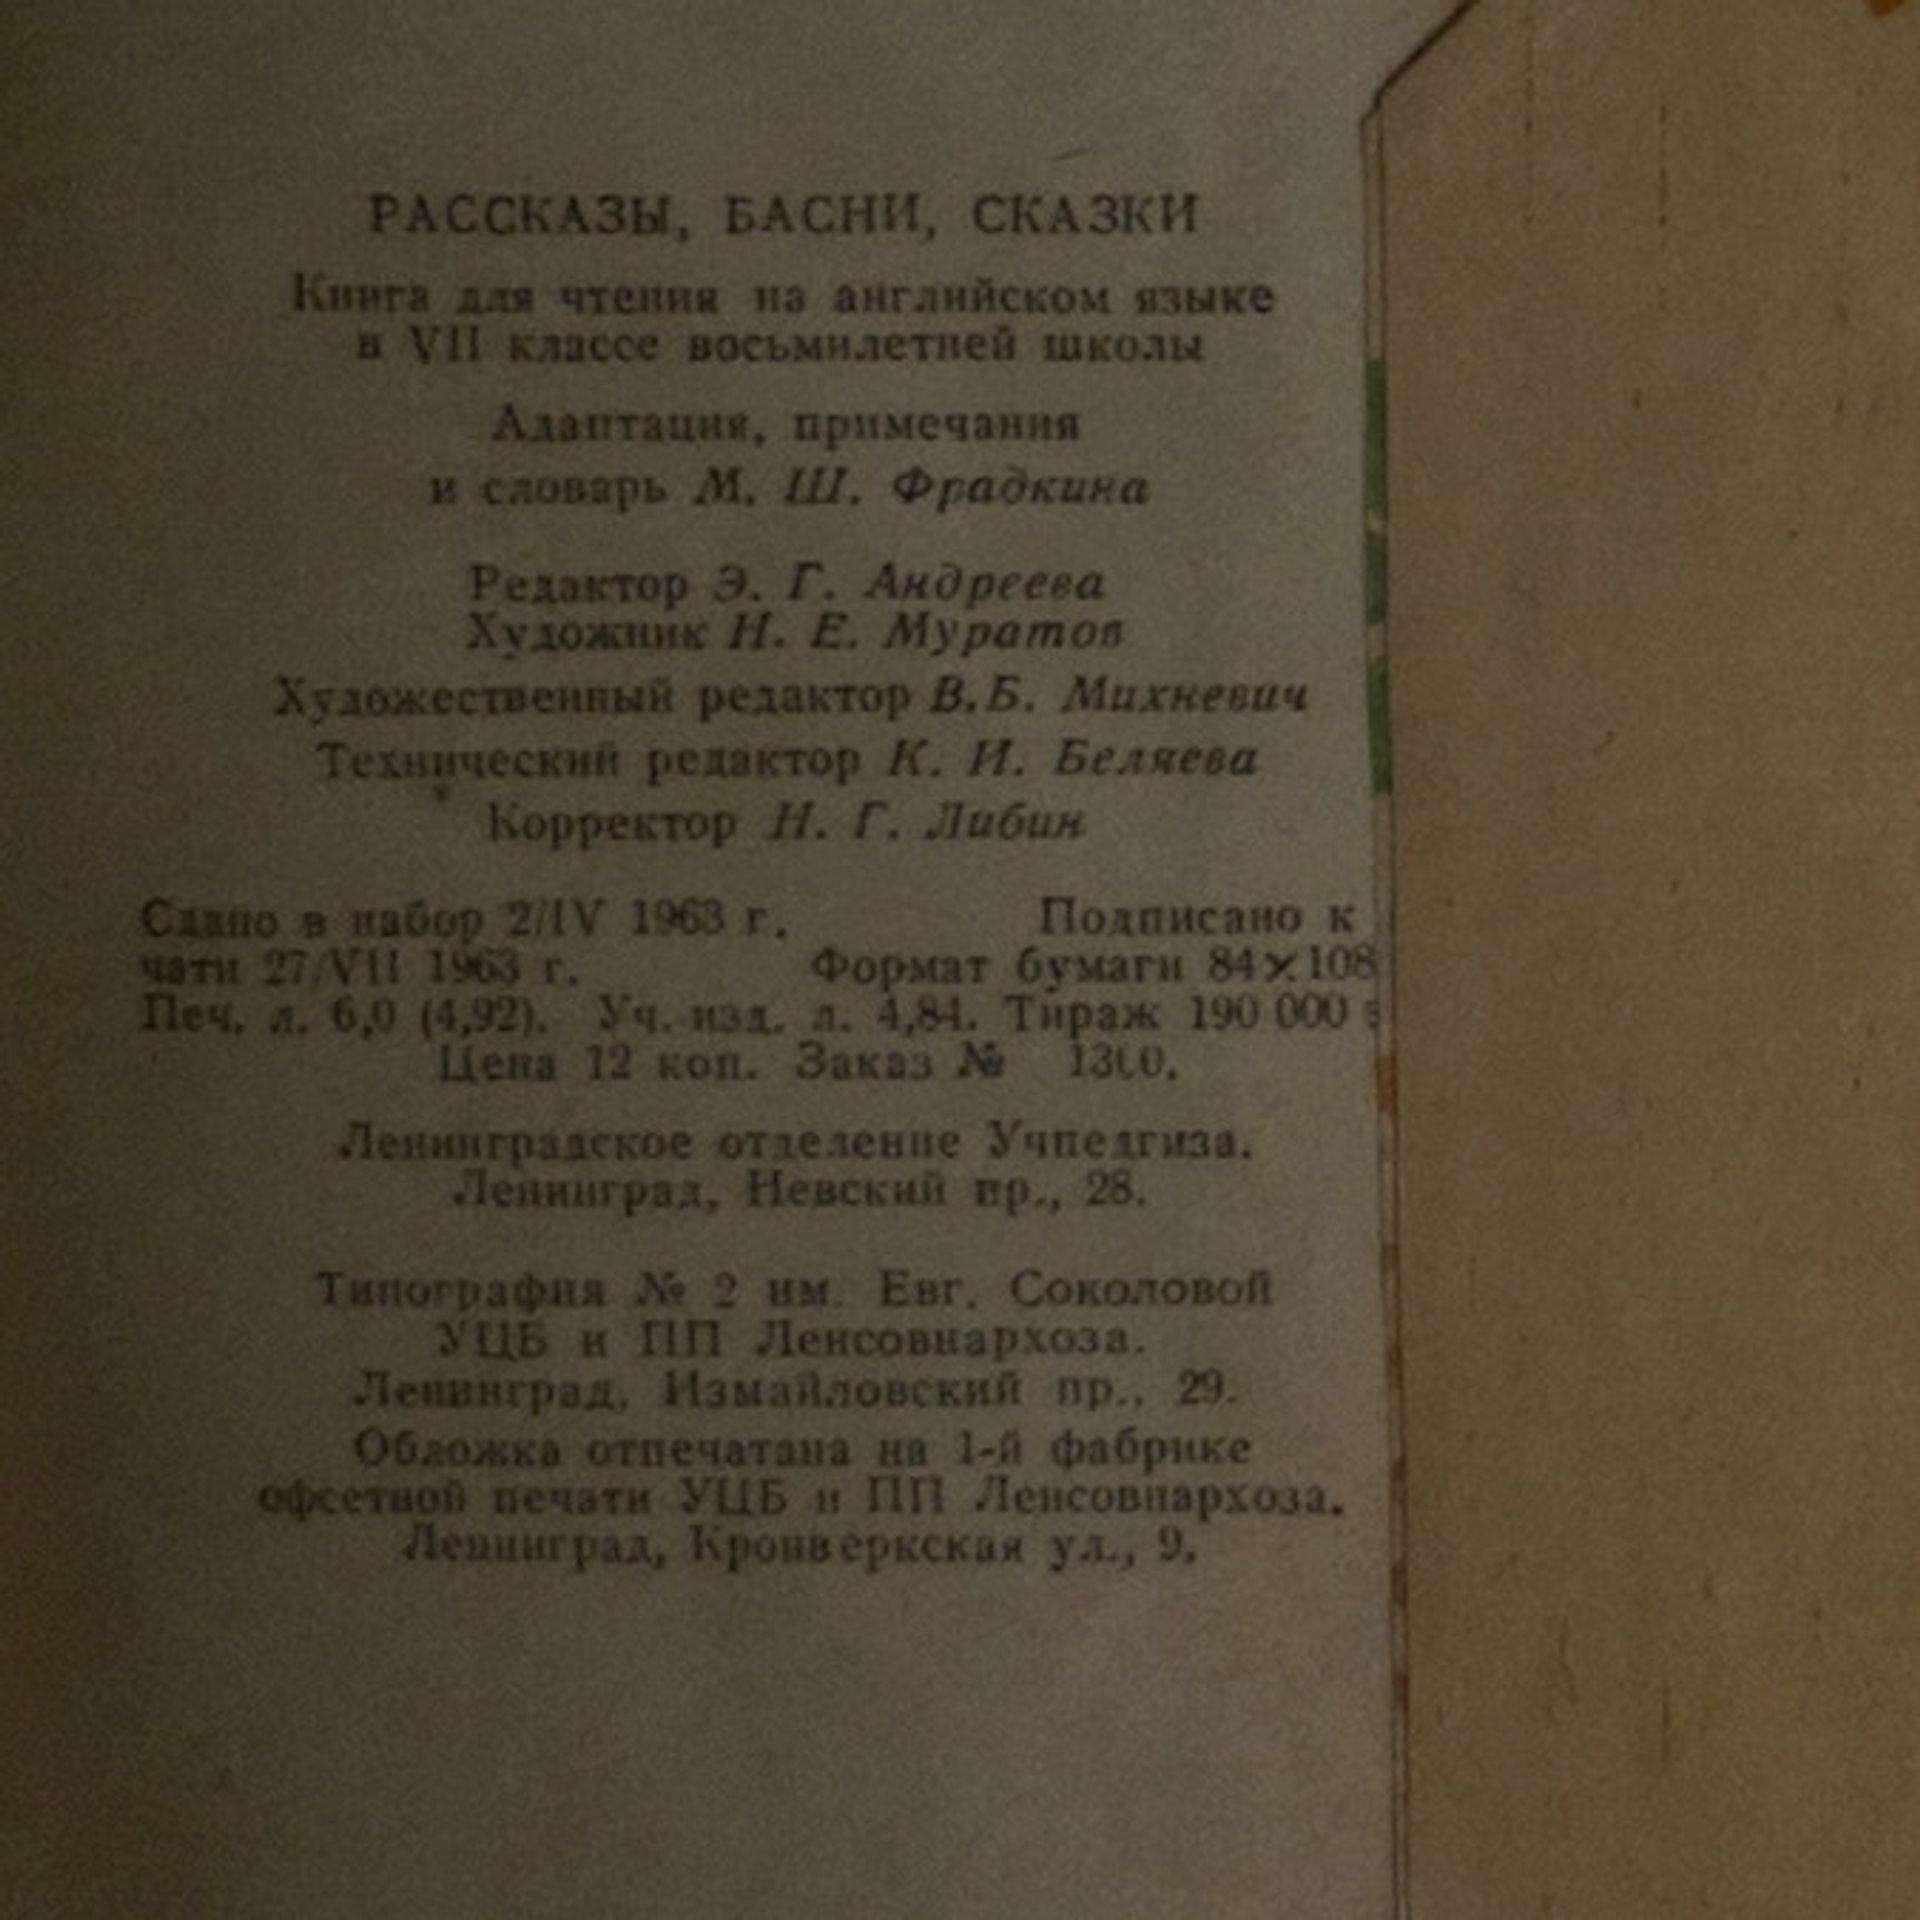 РАССКАЗЫ, БАСНИ, СКАЗКИ
Книга для чтения на английском языке
в VII классе восьмилетней школы
Адаптация, примечания
и словарь М. Ш. Фрадкина
Редактор Э. Г. Андреева
Художник Н. Е. Муратов
Художественный редактор В. Б. Михневич
Технический редактор К. И. Беляева
Корректор Н. Г. Либин
Сдано в набор 2/IV 1963 г. Подписано к
чати 27/VII 1963 г. Формат бумаги 84×108
Печ. л. 6,0 (4,92). Уч.-изд. л. 4,84. Тираж 190 000
Цена 12 коп. Заказ №
Ленинградское отделение Учпедгиза.
Ленинград, Невский пр., 28.
Типография № 2 им. Евг. Соколовой
УЦБ и ПП Ленсовнархоза.
Ленинград, Измайловский пр., 29.
Обложка отпечатана на 1-й фабрике
офсетной печати УЦБ и ПП Ленсовнархоза.
Ленинград, Кронверкская ул., 9.